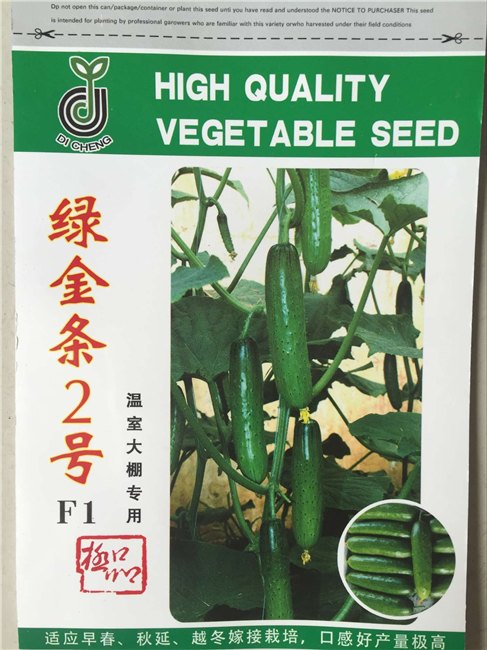 Do not open this can/package/container or plant this seed unti you have read and understood the.NOTICE TO PURCHASER This seed
is intended for planting by professional garowers who are familiar with this variety orwho harvested under their field conditions
DI CHENG
HIGH QUALITY
VEGETABLE SEED
绿金条2号
F1
温室大棚专用
极品
适应早春、秋延、越冬嫁接栽培，口感好产量极高